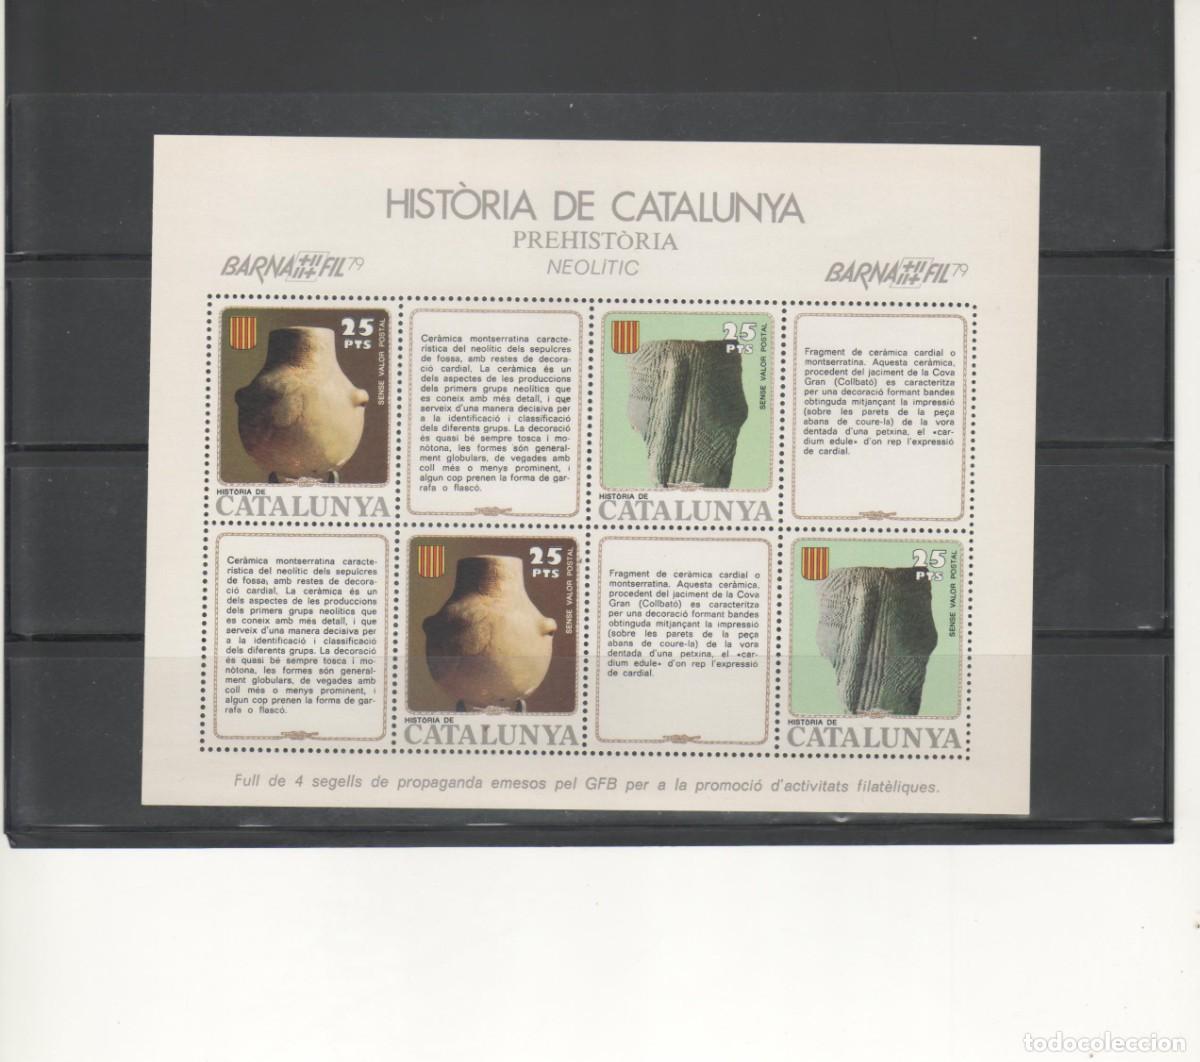 HISTÒRIA DE CATALUNYA
PREHISTÒRIA
NEOLÍTIC
BARNAFIL 79
BARNAFIL 79
25
PTS
SENSE VALOR POSTAL
HISTÒRIA DE
CATALUNYA
Ceràmica montserratina caracte-
rística del neolític dels sepulcres
de fossa, amb restes de decora-
ció cardial. La ceràmica és un
dels aspectes de les produccions
dels primers grups neolítics que
es coneix amb més detall, i que
serveix d'una manera decisiva per
a la identificació i classificació
dels diferents grups. La decoració
és quasi bé sempre tosca i mo-
nòtona, les formes són general-
ment globulars, de vegades amb
coll més o menys prominent, i
algun cop prenen la forma de gar-
rafa o flascó.
25
PTS
SENSE VALOR POSTAL
HISTÒRIA DE
CATALUNYA
Fragment de ceràmica cardial o
montserratina. Aquesta ceràmica,
procedent del jaciment de la Cova
Gran (Collbató) es caracteritza
per una decoració formant bandes
obtinguda mitjançant la impressió
(sobre les parets de la peça
abans de coure-la) de la vora
dentada d'una petxina, el «car-
dium edule» d'on rep l'expressió
de cardial.
Ceràmica montserratina caracte-
rística del neolític dels sepulcres
de fossa, amb restes de decora-
ció cardial. La ceràmica és un
dels aspectes de les produccions
dels primers grups neolítics que
es coneix amb més detall, i que
serveix d'una manera decisiva per
a la identificació i classificació
dels diferents grups. La decoració
és quasi bé sempre tosca i mo-
nòtona, les formes són general-
ment globulars, de vegades amb
coll més o menys prominent, i
algun cop prenen la forma de gar-
rafa o flascó.
25
PTS
SENSE VALOR POSTAL
HISTÒRIA DE
CATALUNYA
Fragment de ceràmica cardial o
montserratina. Aquesta ceràmica,
procedent del jaciment de la Cova
Gran (Collbató) es caracteritza
per una decoració formant bandes
obtinguda mitjançant la impressió
(sobre les parets de la peça
abans de coure-la) de la vora
dentada d'una petxina, el «car-
dium edule» d'on rep l'expressió
de cardial.
25
PTS
SENSE VALOR POSTAL
HISTÒRIA DE
CATALUNYA
Full de 4 segells de propaganda emesos pel GFB per a la promoció d'activitats filatèliques.
todocoleccion.net